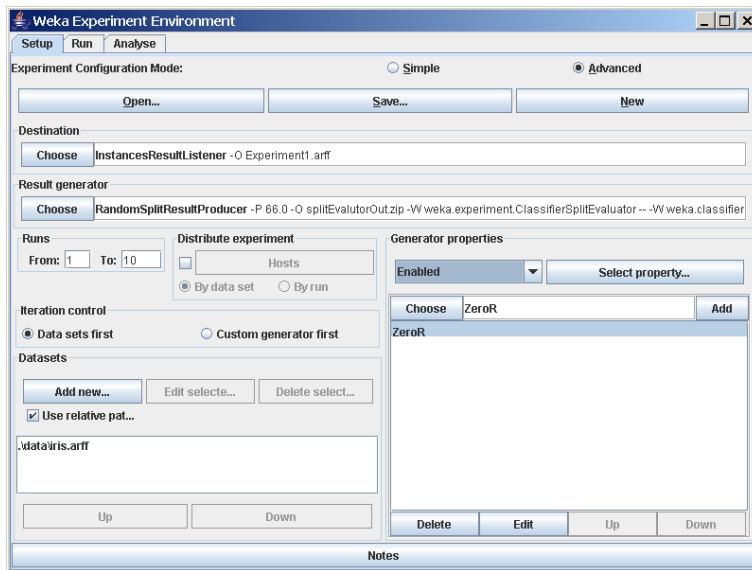 Weka Experiment Environment
Setup Run Analyse
Experiment Configuration Mode: Simple Advanced
Open... Save... New
Destination
Choose InstancesResultListener -O Experiment1.arff
Result generator
Choose RandomSplitResultProducer -P 66.0 -O splitEvalutorOut.zip -W weka.experiment.ClassifierSplitEvaluator -- -W weka.classifier
Runs
From: 1 To: 10
Distribute experiment
Hosts
By data set By run
Generator properties
Enabled Select property...
Choose ZeroR Add
ZeroR
Iteration control
Data sets first Custom generator first
Datasets
Add new... Edit selecte... Delete select...
Use relative pat...
.\data\iris.arff
Up Down
Delete Edit Up Down
Notes